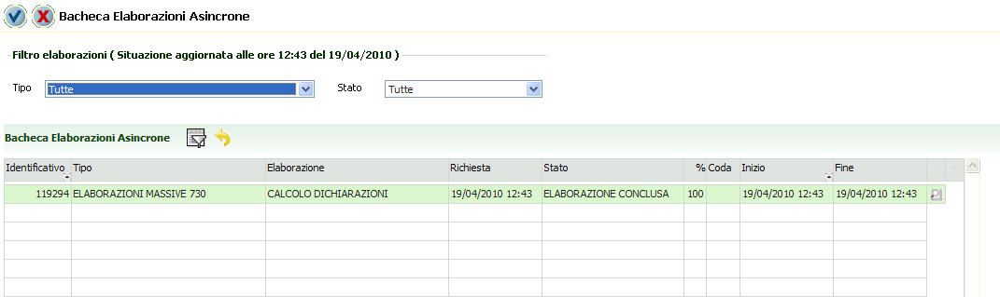 Bacheca Elaborazioni Asincrone
Filtro elaborazioni ( Situazione aggiornata alle ore 12:43 del 19/04/2010 )
Tipo Tutte Stato Tutte
Bacheca Elaborazioni Asincrone
Identificativo Tipo Elaborazione Richiesta Stato % Coda Inizio Fine
119294 ELABORAZIONI MASSIVE 730 CALCOLO DICHIARAZIONI 19/04/2010 12:43 ELABORAZIONE CONCLUSA 100 19/04/2010 12:43 19/04/2010 12:43